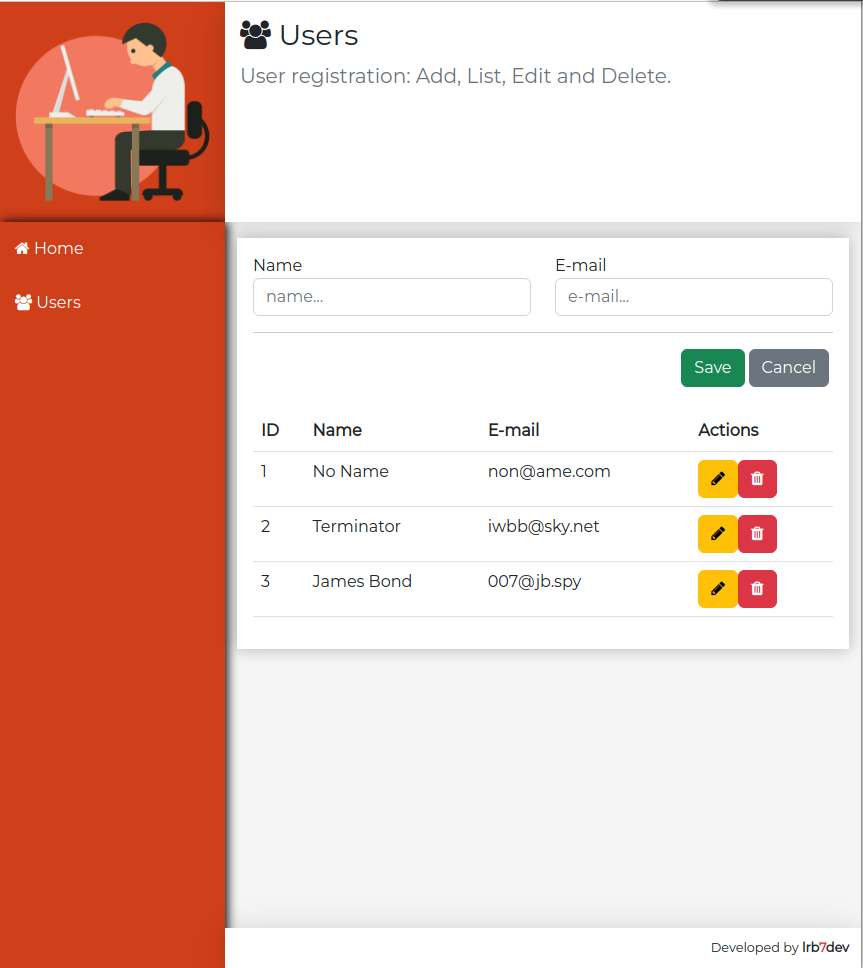 Users
User registration: Add, List, Edit and Delete.
Home
Users
Name E-mail
name... e-mail...
Save Cancel
ID Name E-mail Actions
1 No Name non@ame.com
2 Terminator iwbb@sky.net
3 James Bond 007@jb.spy
Developed by lrb7dev